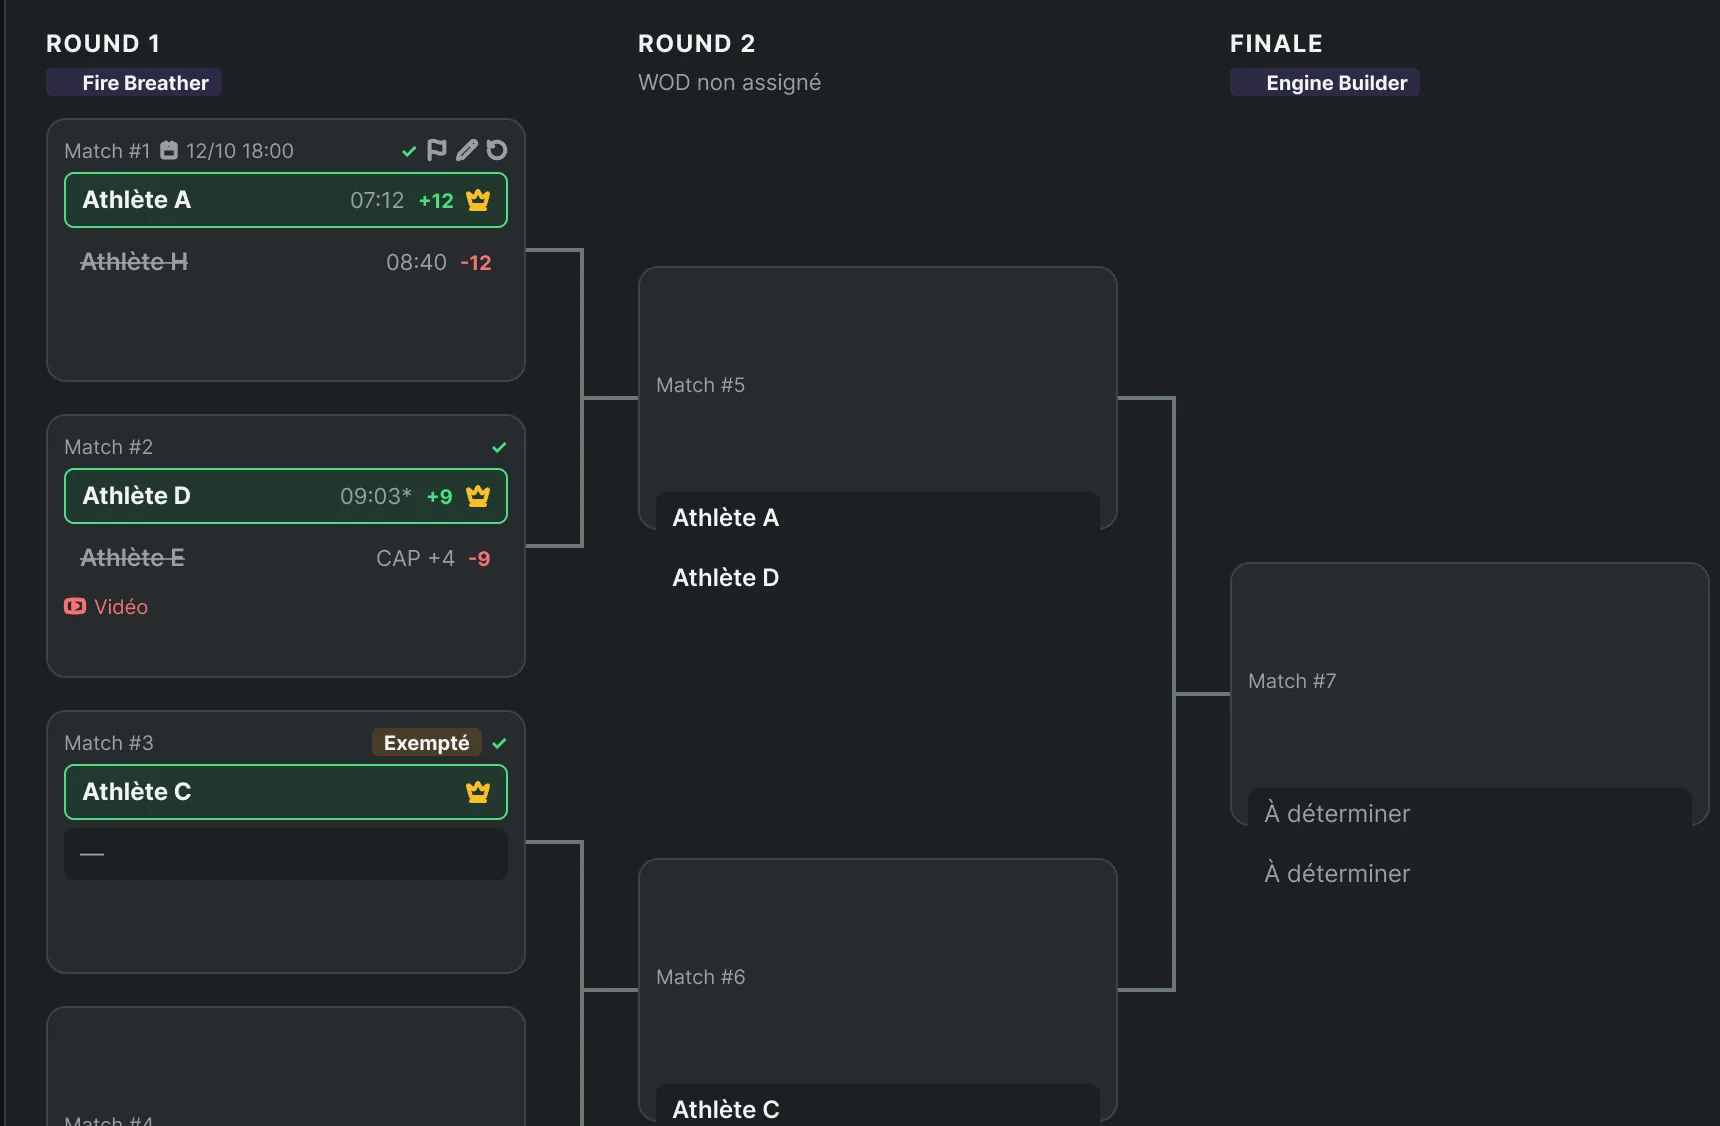 ROUND 1
Fire Breather
Match #1 12/10 18:00
Athlète A 07:12 +12
Athlète H 08:40 -12
Match #2
Athlète D 09:03* +9
Athlète E CAP +4 -9
Vidéo
Match #3 Exempté
Athlète C
—
Match #4
ROUND 2
WOD non assigné
Match #5
Athlète A
Athlète D
Match #6
Athlète C
FINALE
Engine Builder
Match #7
À déterminer
À déterminer